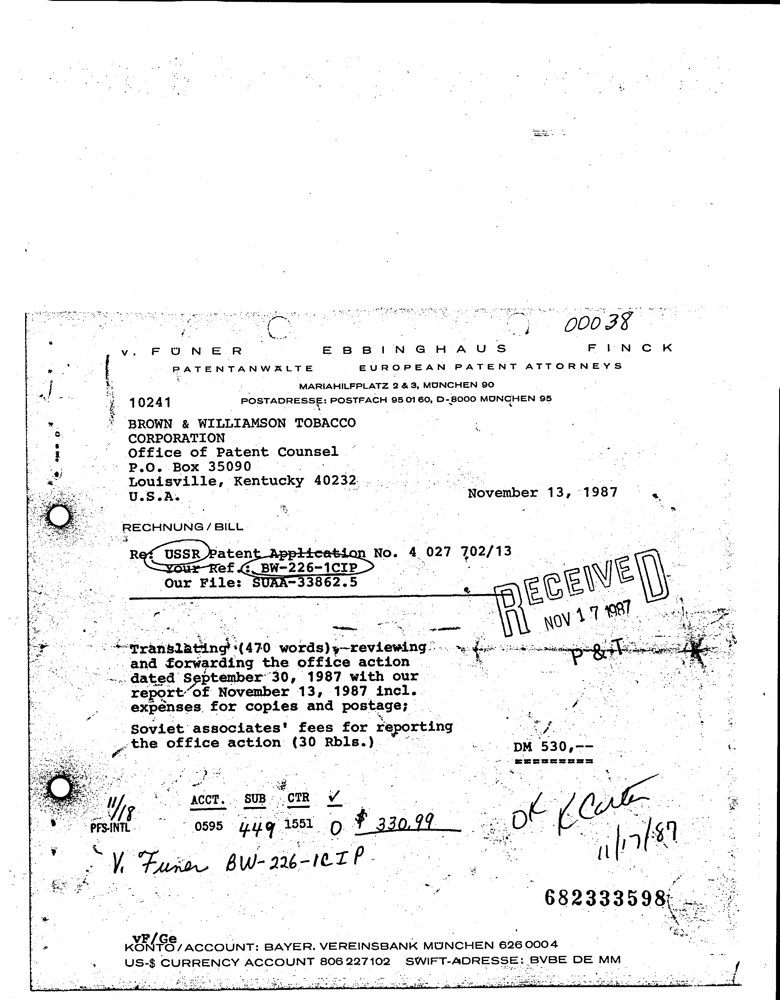 00038
v. FÜNER EBBINGHAUS FINCK
PATENTANWÄLTE EUROPEAN PATENT ATTORNEYS
MARIAHILFPLATZ 2 & 3, MÜNCHEN 90
POSTADRESSE: POSTFACH 95 01 60, D-8000 MÜNCHEN 95
10241
BROWN & WILLIAMSON TOBACCO
CORPORATION
Office of Patent Counsel
P.O. Box 35090
Louisville, Kentucky 40232
U.S.A.
November 13, 1987
RECHNUNG / BILL
Re: USSR Patent Application No. 4 027 702/13
Your Ref.: BW-226-1CIP
Our File: SUAA-33862.5
RECEIVED
NOV 17 1987
P & T
Translating (470 words), reviewing
and forwarding the office action
dated September 30, 1987 with our
report of November 13, 1987 incl.
expenses for copies and postage;
Soviet associates' fees for reporting
the office action (30 Rbls.)
DM 530,--
=========
11/18
PFS-INTL
ACCT. SUB CTR ✓
0595 449 1551 0 $ 330.99
OK K Carter
11/17/87
V. Funer BW-226-1CIP
682333598
vF/Ge
KONTO / ACCOUNT: BAYER. VEREINSBANK MÜNCHEN 626 000 4
US-$ CURRENCY ACCOUNT 806 227 102 SWIFT-ADRESSE: BVBE DE MM